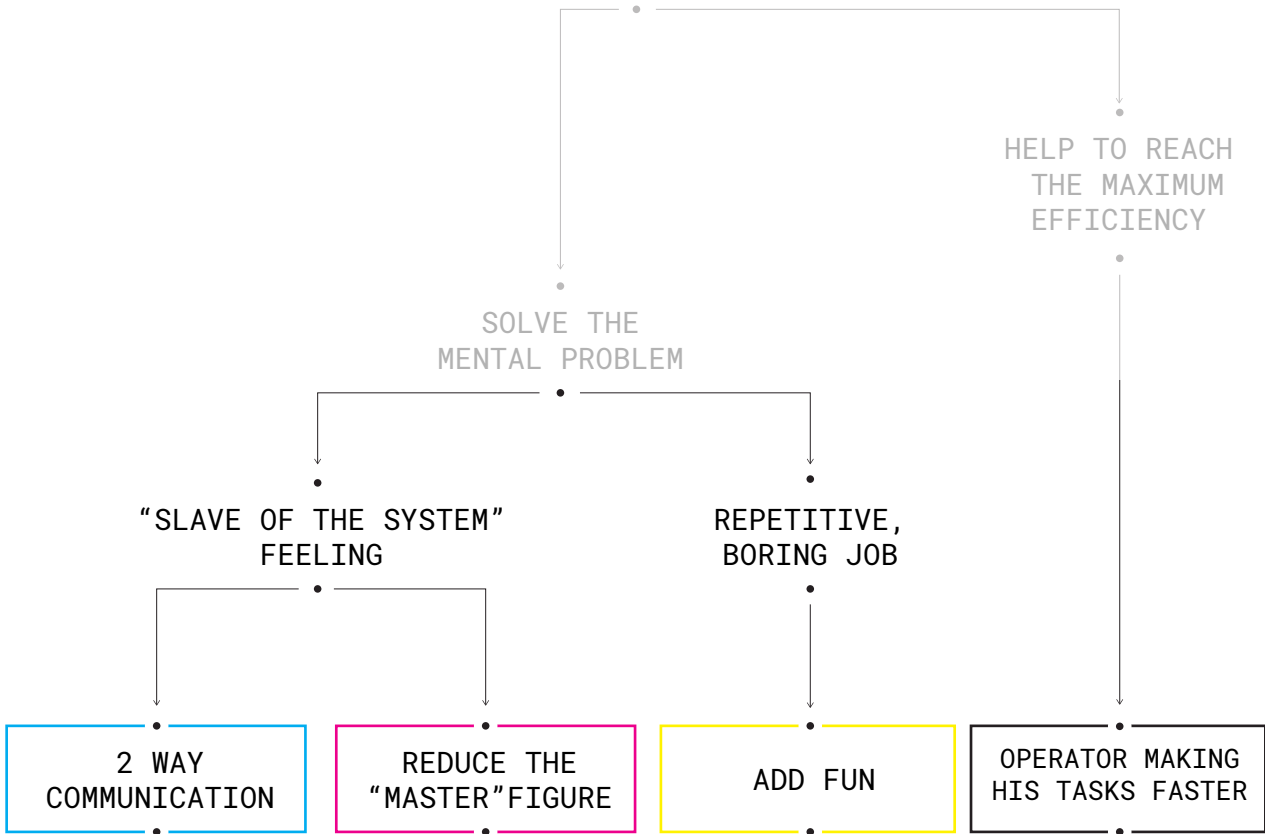 HELP TO REACH
THE MAXIMUM
EFFICIENCY
SOLVE THE
MENTAL PROBLEM
“SLAVE OF THE SYSTEM”
FEELING
REPETITIVE,
BORING JOB
2 WAY
COMMUNICATION
REDUCE THE
“MASTER”FIGURE
ADD FUN
OPERATOR MAKING
HIS TASKS FASTER